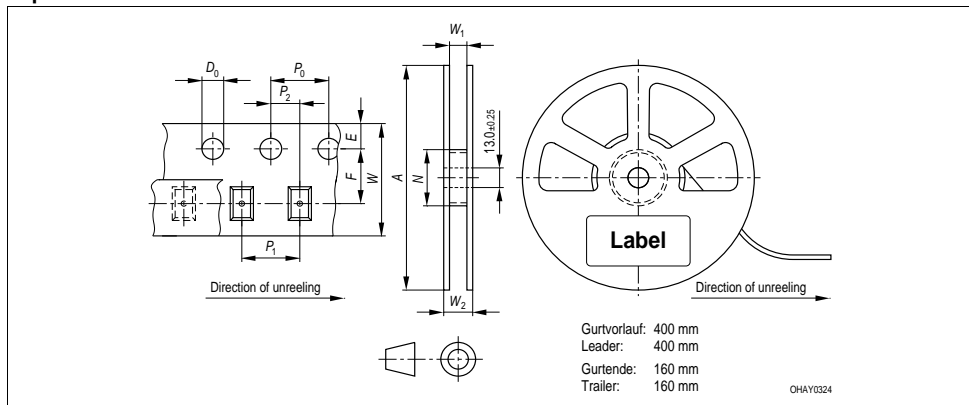 W1
D0
P0
P2
E
F
W
A
N
13.0±0.25
P1
W2
Label
Direction of unreeling
Direction of unreeling
Gurtvorlauf: 400 mm
Leader: 400 mm
Gurtende: 160 mm
Trailer: 160 mm
OHAY0324